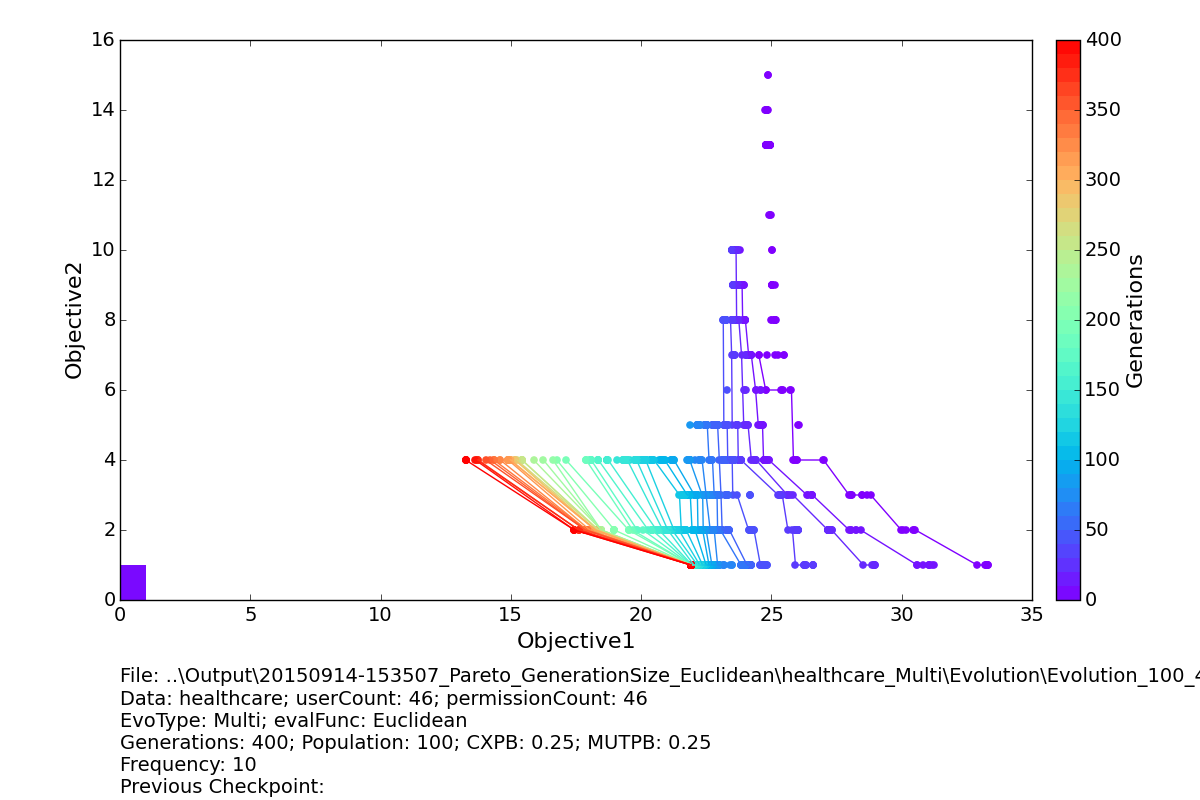 16
14
12
10
8
6
4
2
0
Objective2
0 5 10 15 20 25 30 35
Objective1
400
350
300
250
200
150
100
50
0
Generations
File: ..\Output\20150914-153507_Pareto_GenerationSize_Euclidean\healthcare_Multi\Evolution\Evolution_100_4
Data: healthcare; userCount: 46; permissionCount: 46
EvoType: Multi; evalFunc: Euclidean
Generations: 400; Population: 100; CXPB: 0.25; MUTPB: 0.25
Frequency: 10
Previous Checkpoint: